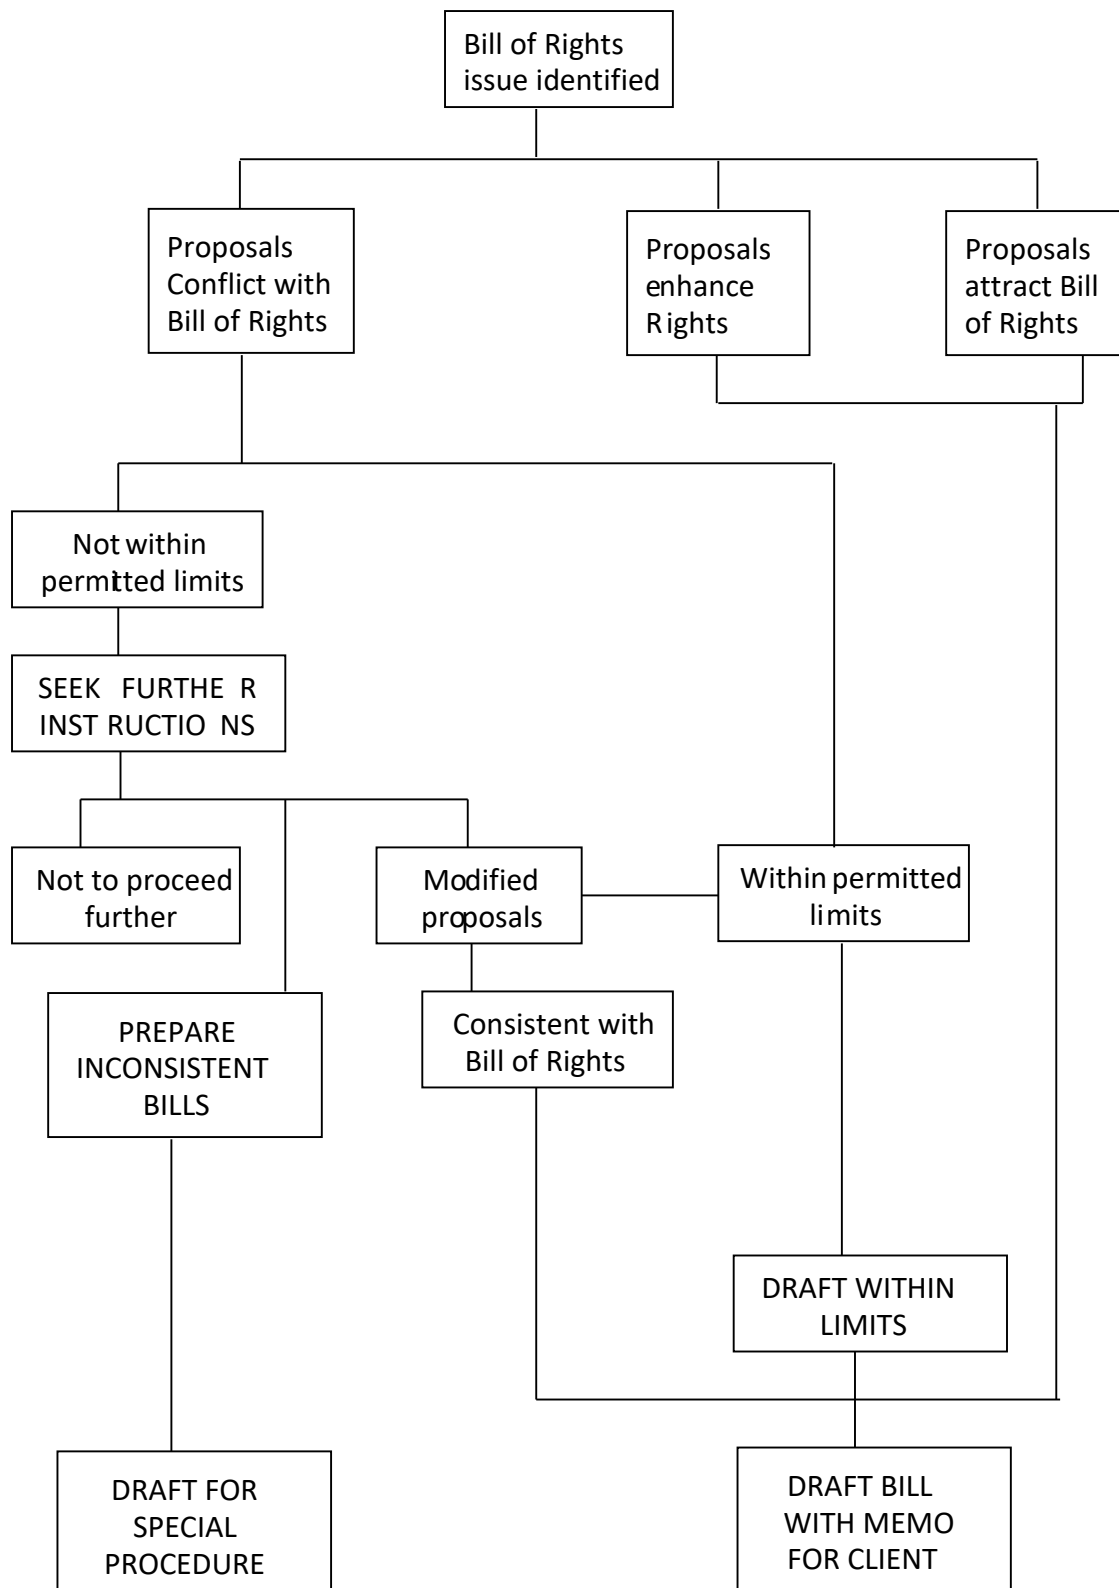 Bill of Rights
issue identified
Proposals
Conflict with
Bill of Rights
Proposals
enhance
Rights
Proposals
attract Bill
of Rights
Not within
permitted limits
SEEK FURTHE R
INST RUCTIO NS
Not to proceed
further
Modified
proposals
Within permitted
limits
PREPARE
INCONSISTENT
BILLS
Consistent with
Bill of Rights
DRAFT WITHIN
LIMITS
DRAFT FOR
SPECIAL
PROCEDURE
DRAFT BILL
WITH MEMO
FOR CLIENT